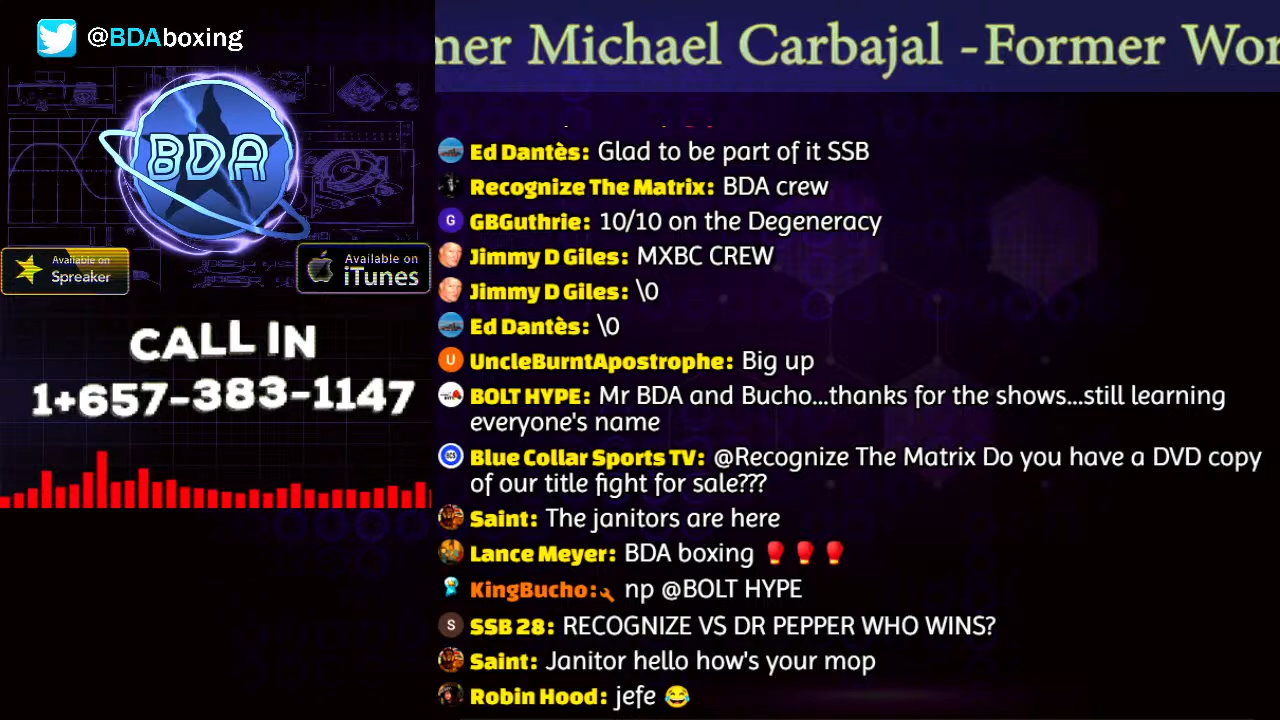 @BDAboxing
BDA
Available on
Spreaker
Available on
iTunes
CALL IN
1+657-383-1147
mer Michael Carbajal -Former Wor
Ed Dantès: Glad to be part of it SSB
Recognize The Matrix: BDA crew
G
GBGuthrie: 10/10 on the Degeneracy
Jimmy D Giles: MXBC CREW
Jimmy D Giles: \0
Ed Dantès: \0
U
UncleBurntApostrophe: Big up
BOLT HYPE: Mr BDA and Bucho...thanks for the shows...still learning
everyone's name
Blue Collar Sports TV: @Recognize The Matrix Do you have a DVD copy
of our title fight for sale???
Saint: The janitors are here
Lance Meyer: BDA boxing 🥊🥊🥊
KingBucho:🔧 np @BOLT HYPE
S
SSB 28: RECOGNIZE VS DR PEPPER WHO WINS?
Saint: Janitor hello how's your mop
Robin Hood: jefe 😂